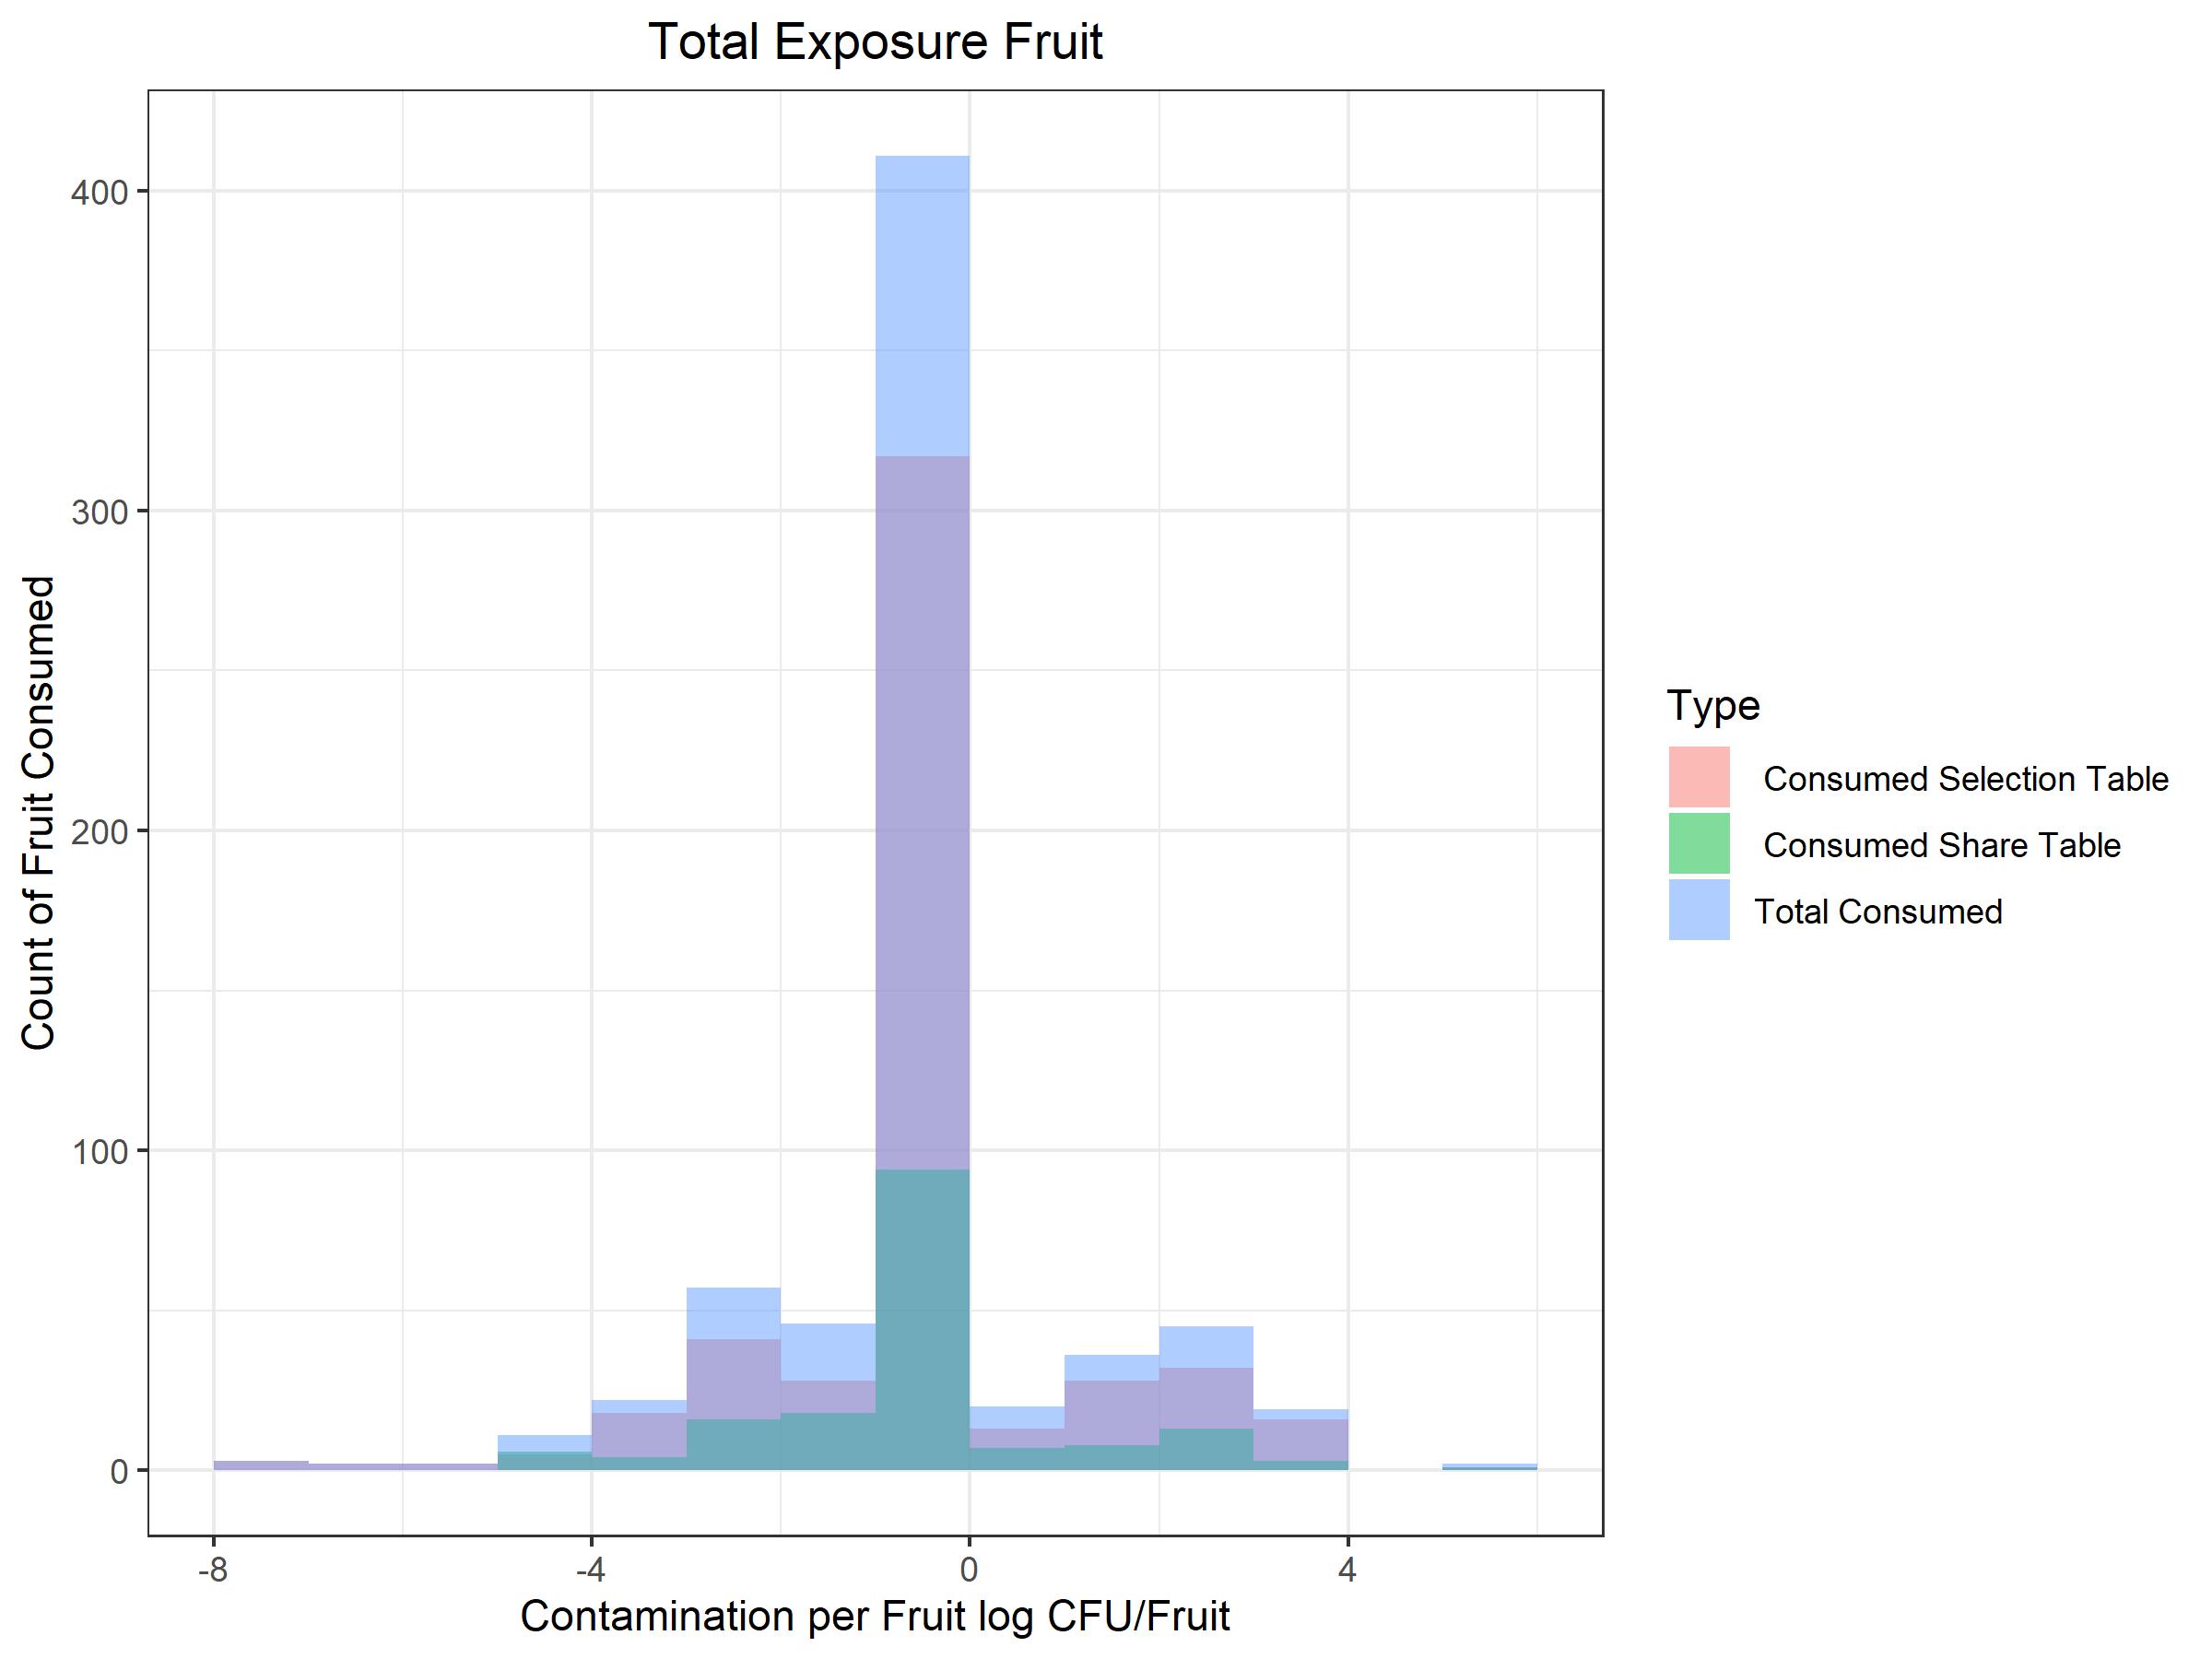 Total Exposure Fruit
Count of Fruit Consumed
400
300
200
100
0
-8
-4
0
4
Contamination per Fruit log CFU/Fruit
Type
Consumed Selection Table
Consumed Share Table
Total Consumed